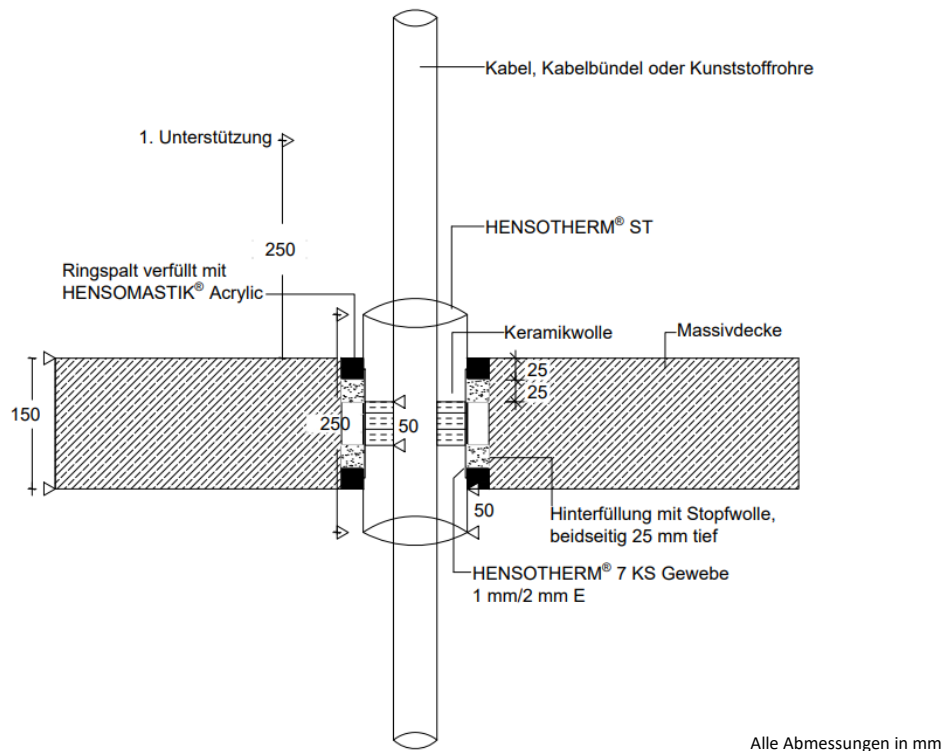 Kabel, Kabelbündel oder Kunststoffrohre
1. Unterstützung
HENSOTHERM® ST
250
Ringspalt verfüllt mit
HENSOMASTIK® Acrylic
Keramikwolle
Massivdecke
25
25
150
250
50
50
Hinterfüllung mit Stopfwolle,
beidseitig 25 mm tief
HENSOTHERM® 7 KS Gewebe
1 mm/2 mm E
Alle Abmessungen in mm